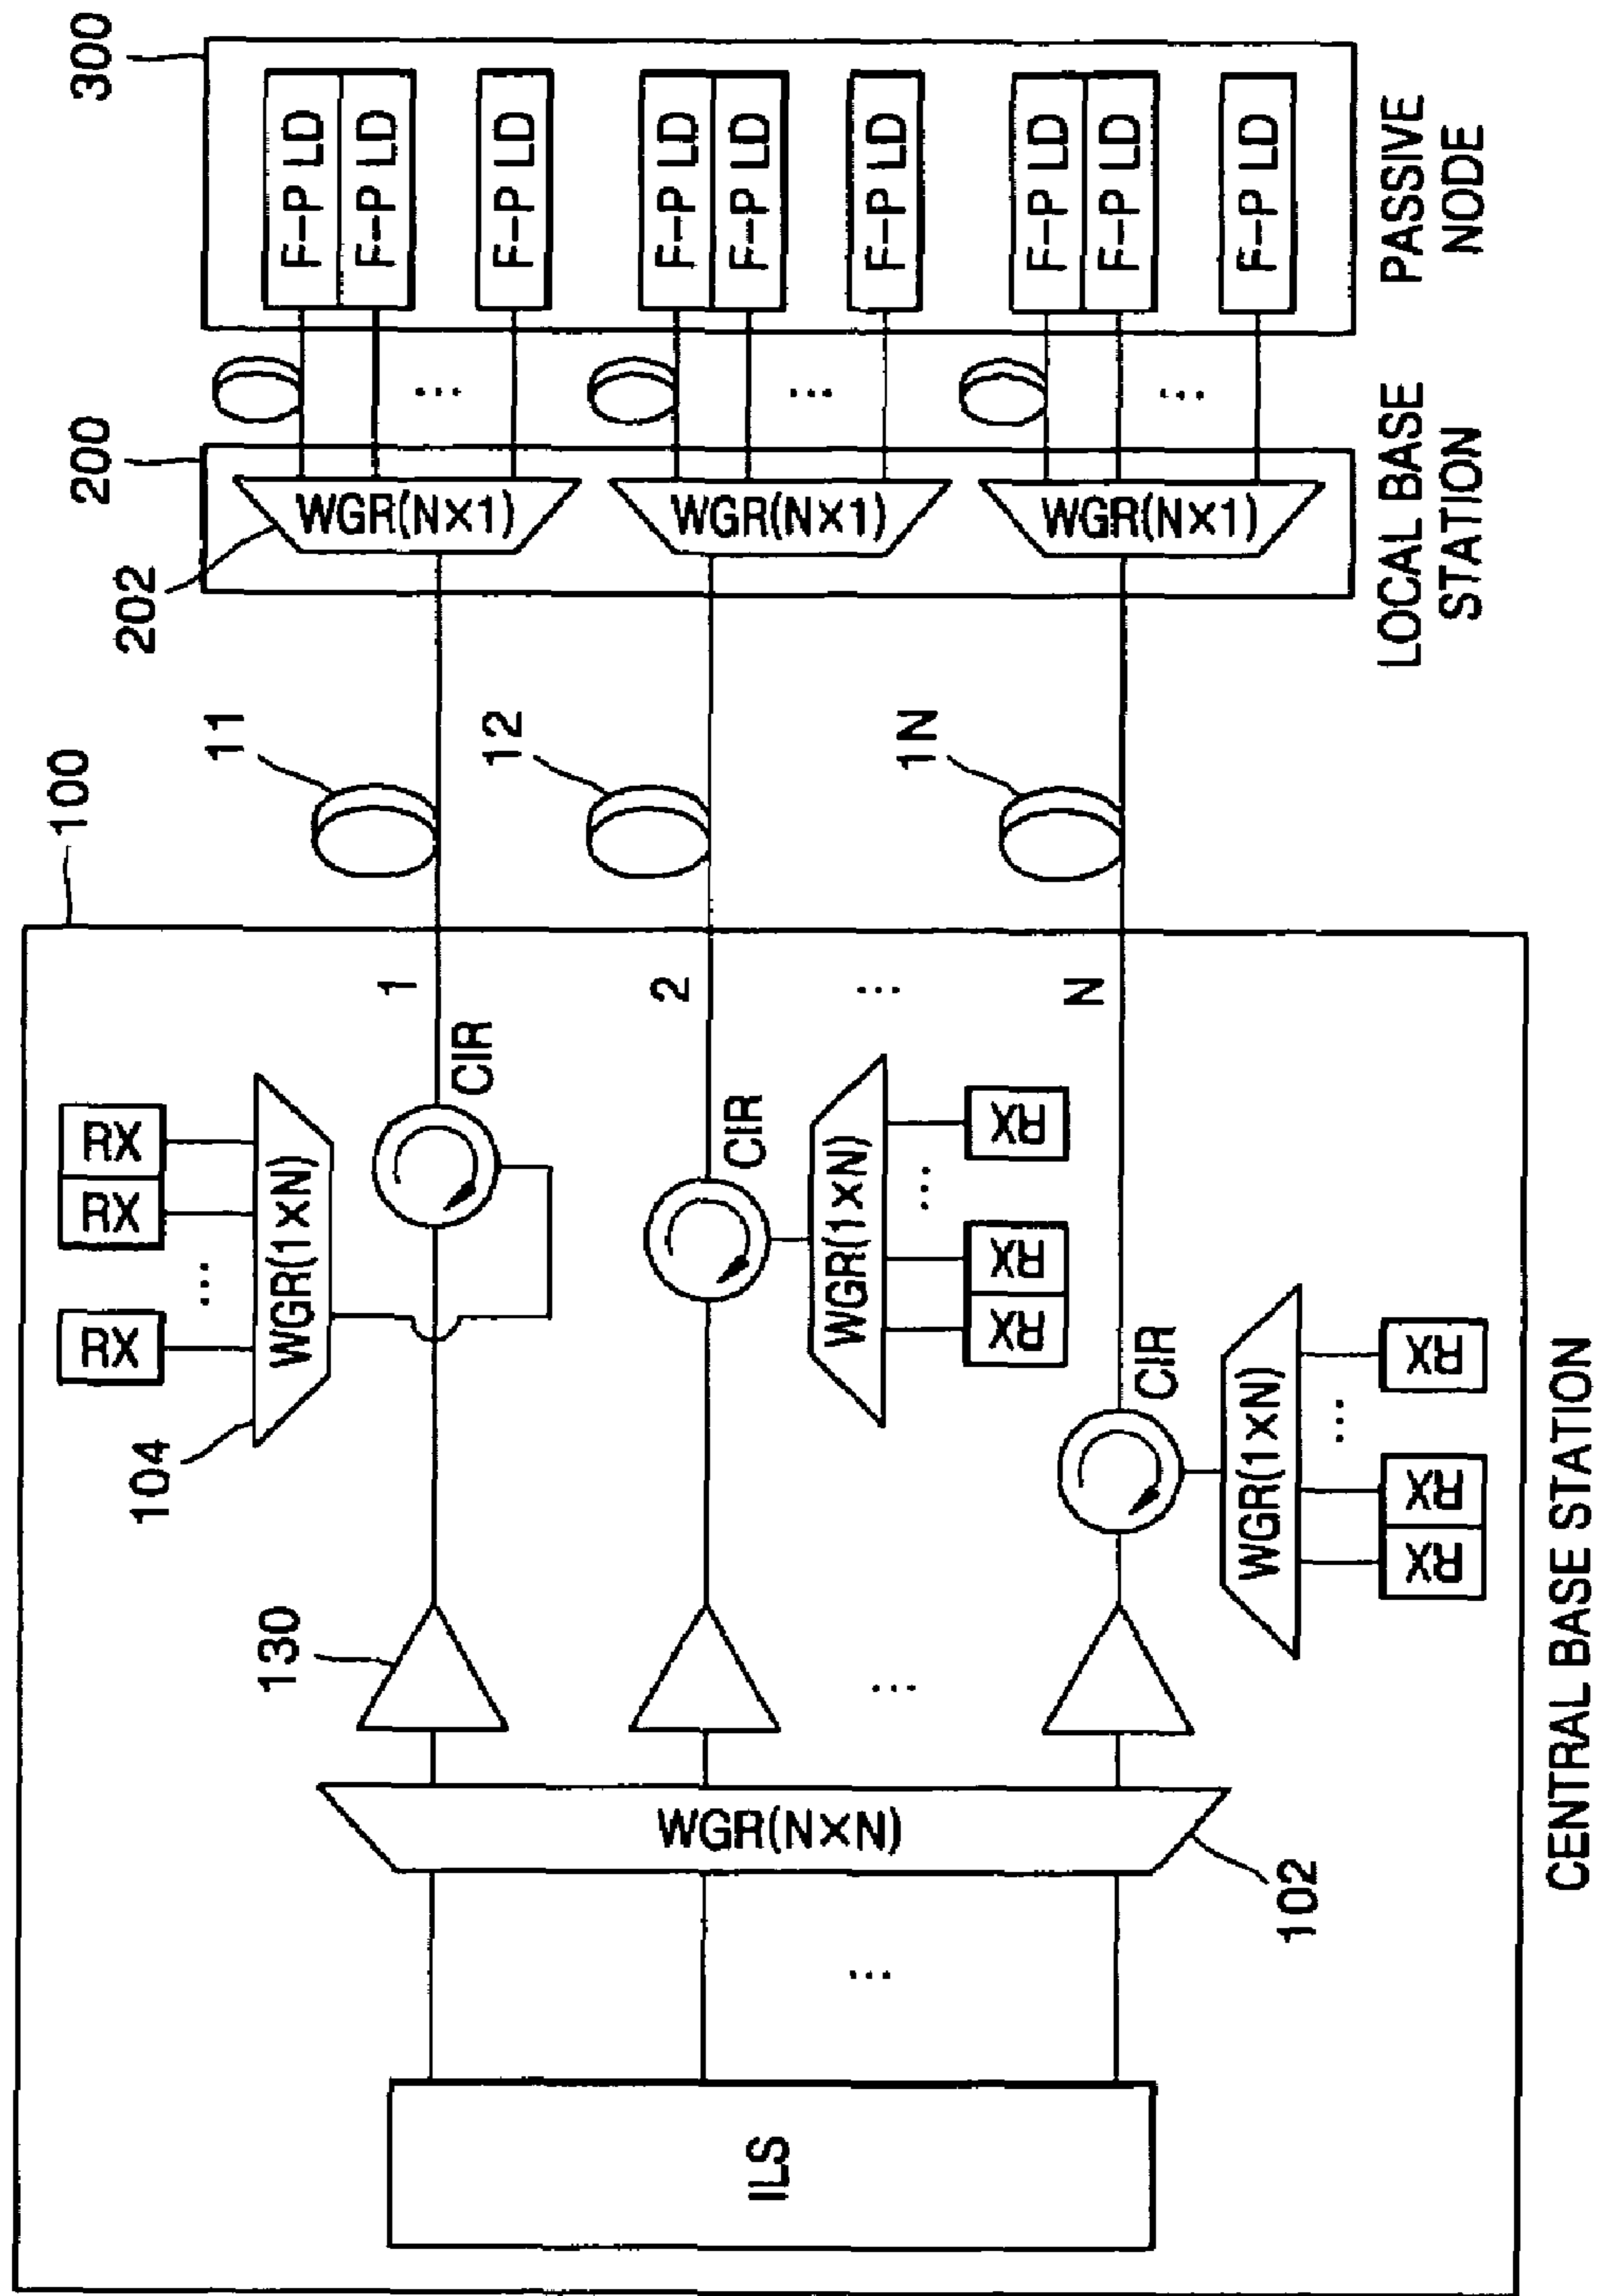 300
F-P LD
F-P LD
F-P LD
F-P LD
F-P LD
F-P LD
F-P LD
F-P LD
F-P LD
PASSIVE
NODE
...
...
...
200
202
WGR(N×1)
WGR(N×1)
WGR(N×1)
LOCAL BASE
STATION
11
12
1N
100
1
2
...
N
RX
RX
...
RX
WGR(1×N)
104
CIR
CIR
WGR(1×N)
RX
...
RX
RX
CIR
WGR(1×N)
RX
...
RX
RX
130
...
WGR(N×N)
102
...
ILS
CENTRAL BASE STATION